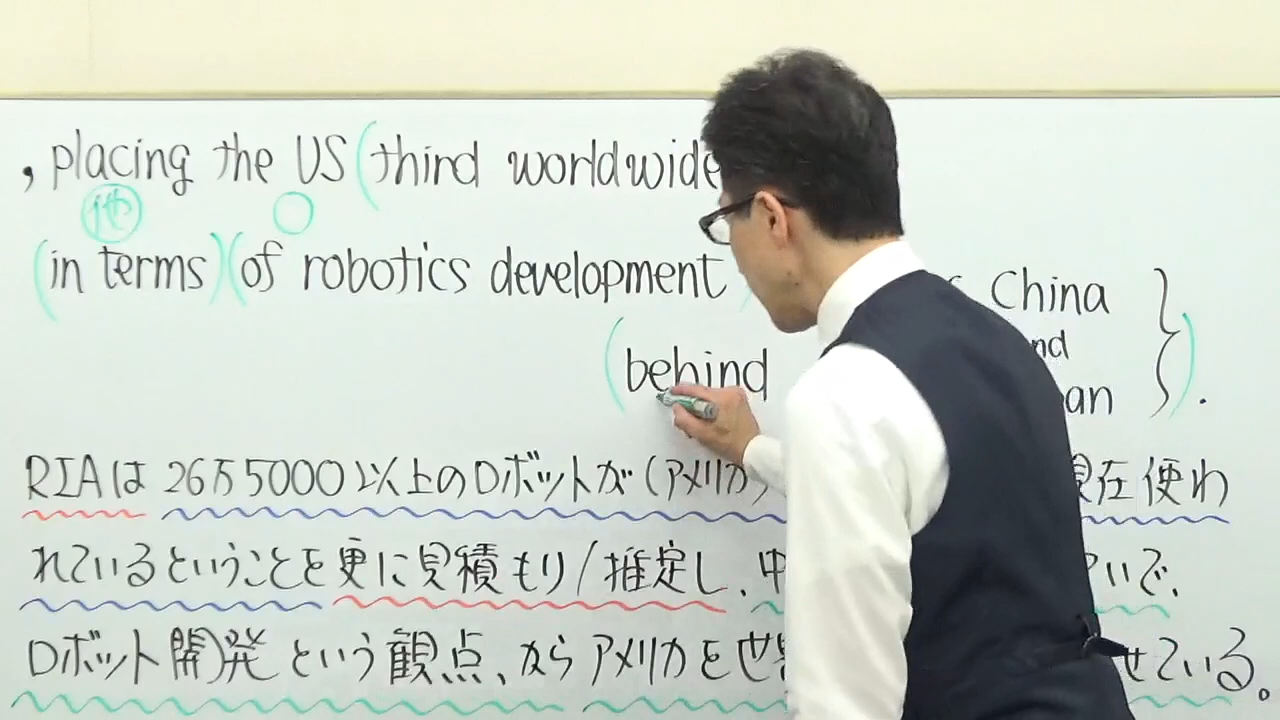 , placing the US (third worldwide
他
(in terms)(of robotics development China
(behind pan } ).
RIAは26万5000以上のロボットが(アメリカ 現在使わ
れているということを更に見積もり/推定し、中 いで、
ロボット開発という観点、からアメリカを世界 せている。